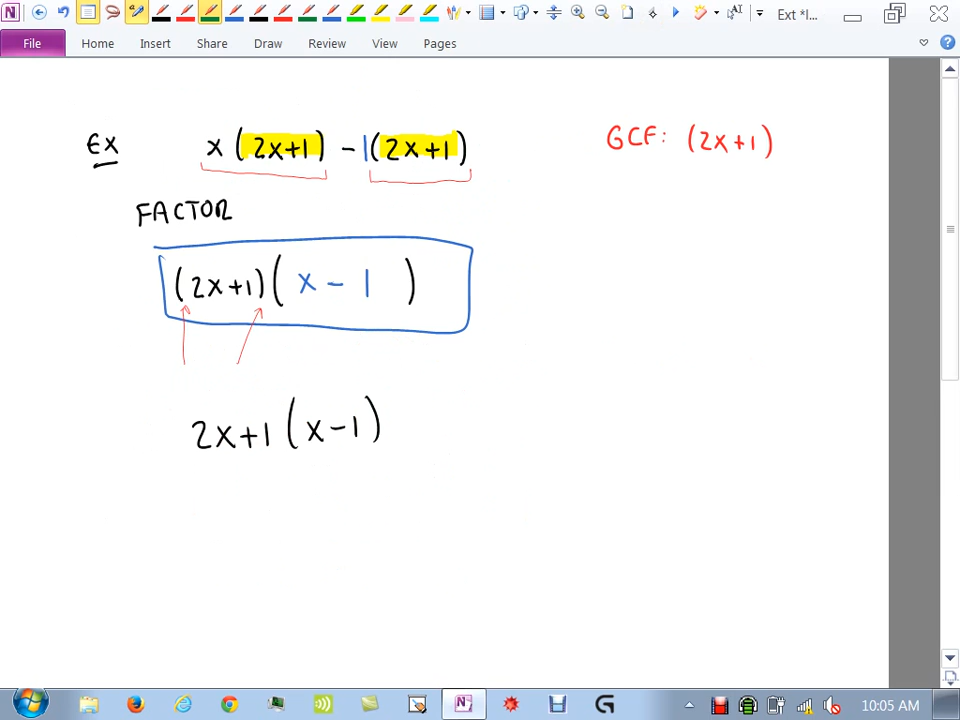 Ext *l...
File Home Insert Share Draw Review View Pages
EX x(2x+1) -1(2x+1) GCF: (2x+1)
FACTOR
(2x+1)(x-1)
2x+1(x-1)
10:05 AM